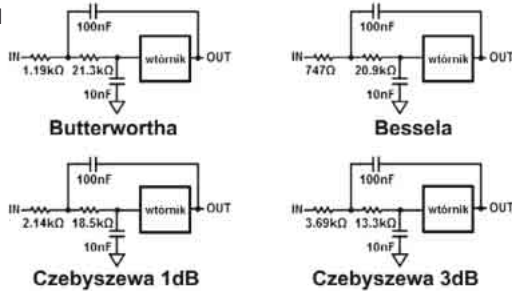 100nF
IN
1.19kΩ
21.3kΩ
wtórnik
OUT
10nF
Butterwortha
100nF
IN
747Ω
20.9kΩ
wtórnik
OUT
10nF
Bessela
100nF
IN
2.14kΩ
18.5kΩ
wtórnik
OUT
10nF
Czebyszewa 1dB
100nF
IN
3.69kΩ
13.3kΩ
wtórnik
OUT
10nF
Czebyszewa 3dB